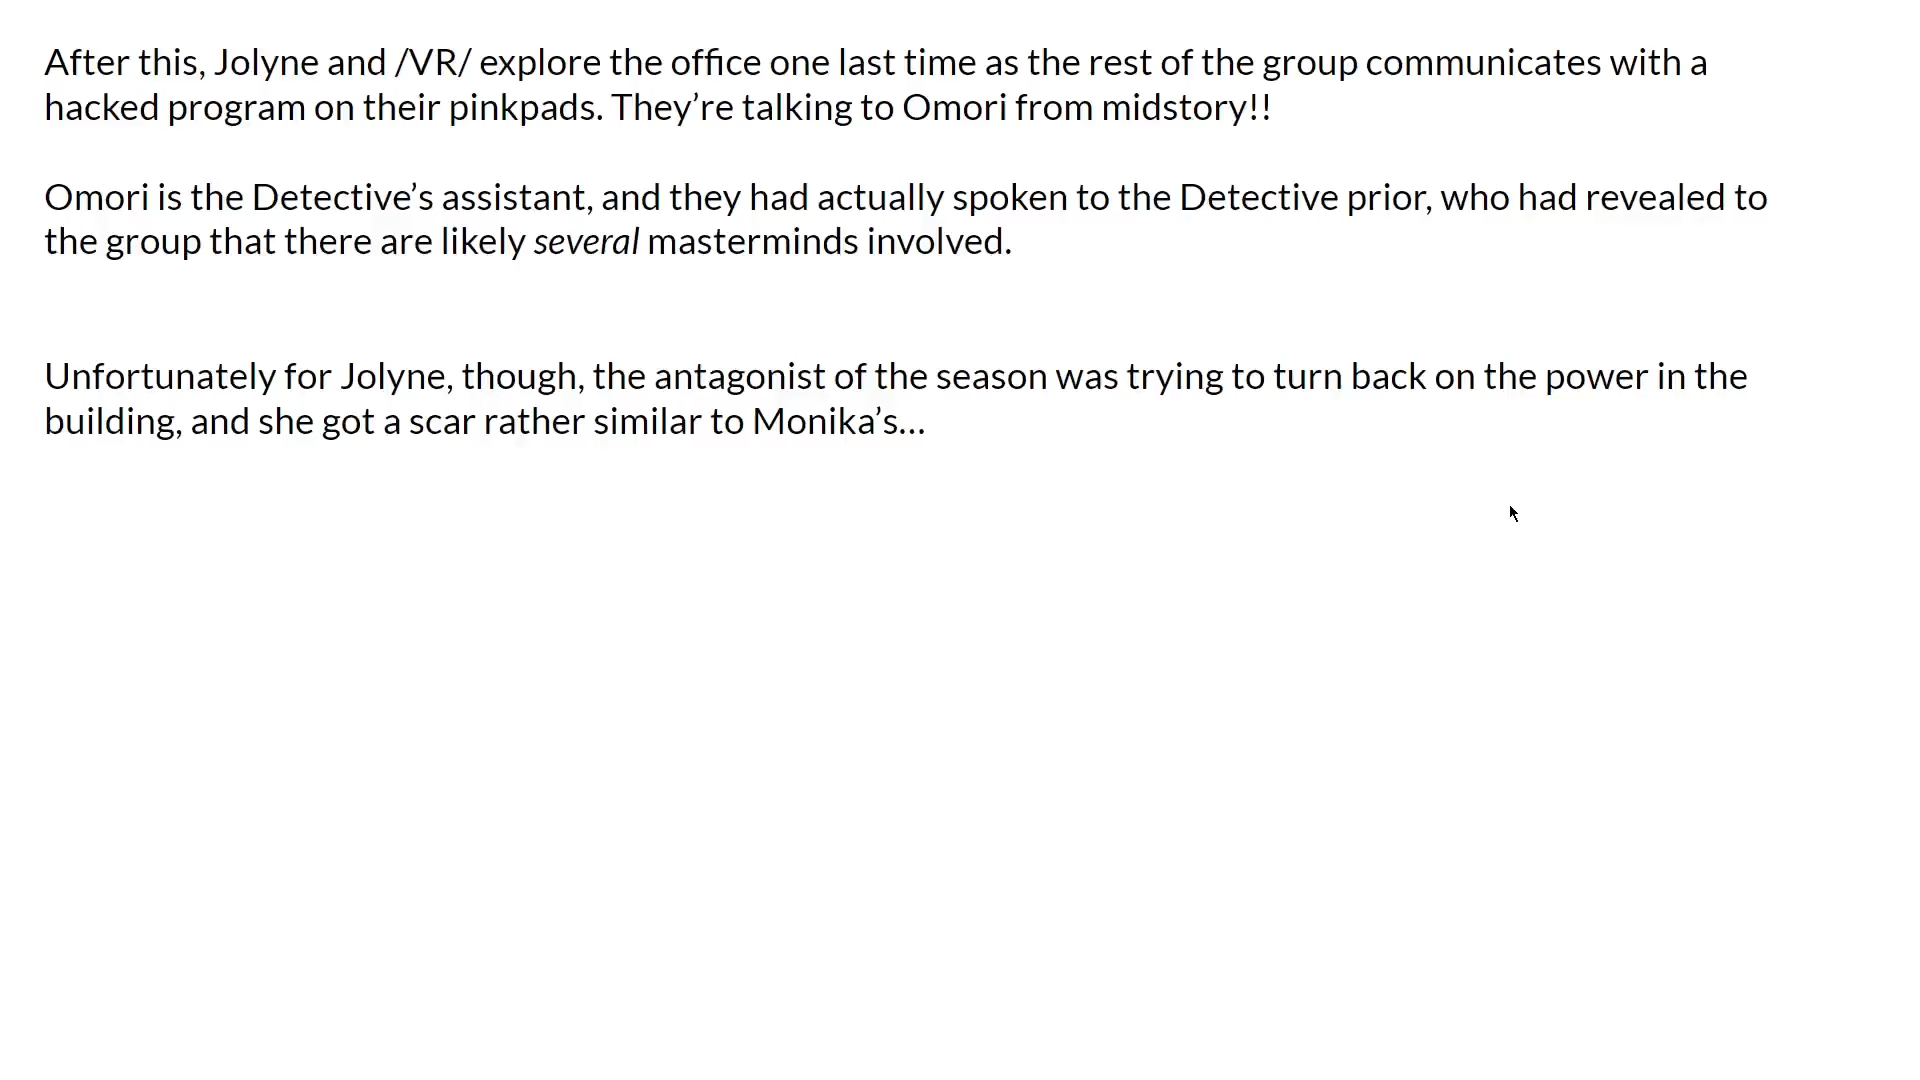 After this, Jolyne and /VR/ explore the office one last time as the rest of the group communicates with a
hacked program on their pinkpads. They’re talking to Omori from midstory!!
Omori is the Detective’s assistant, and they had actually spoken to the Detective prior, who had revealed to
the group that there are likely several masterminds involved.
Unfortunately for Jolyne, though, the antagonist of the season was trying to turn back on the power in the
building, and she got a scar rather similar to Monika’s…